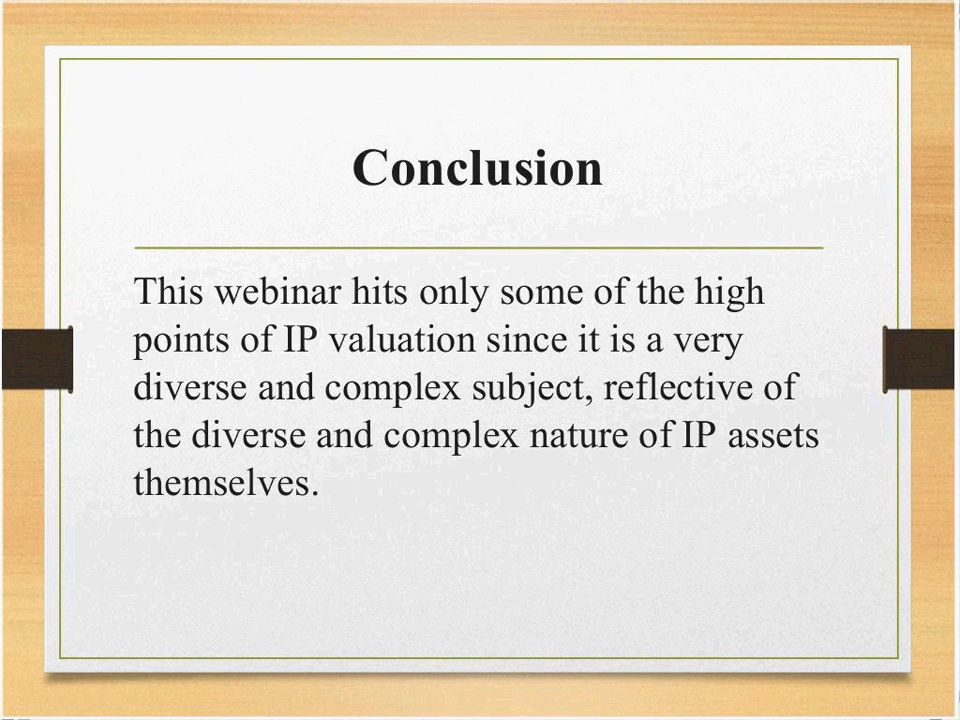 Conclusion
This webinar hits only some of the high
points of IP valuation since it is a very
diverse and complex subject, reflective of
the diverse and complex nature of IP assets
themselves.